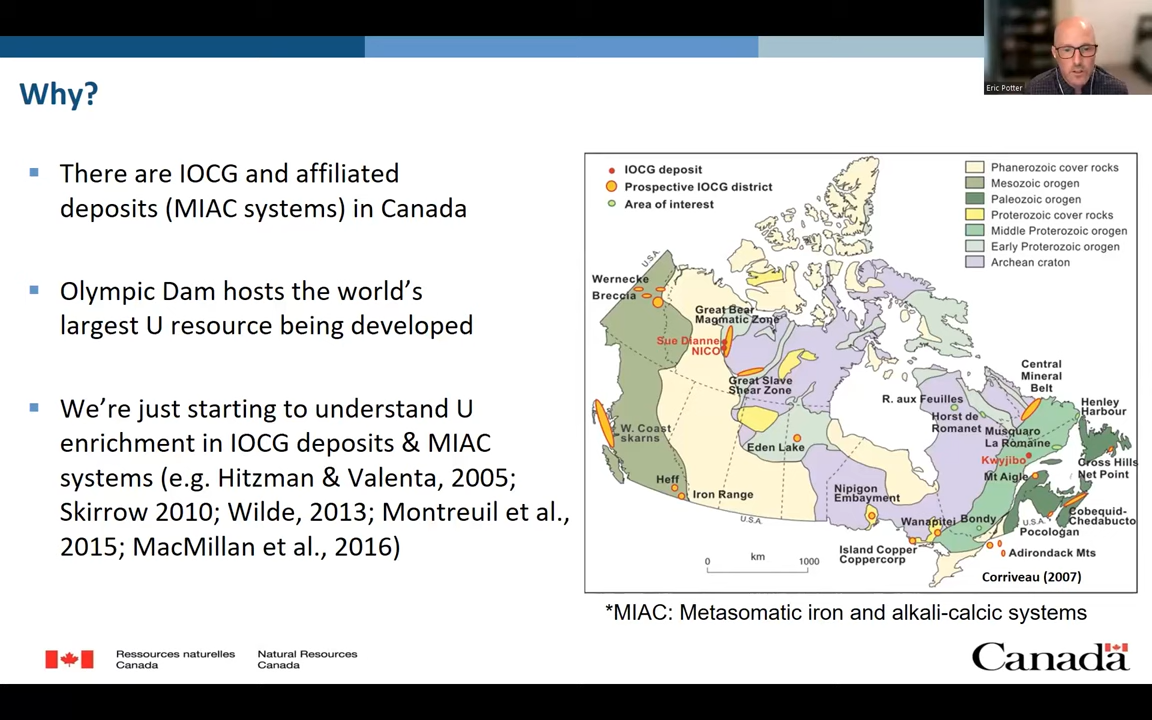 Eric Potter
Why?
There are IOCG and affiliated
deposits (MIAC systems) in Canada
Olympic Dam hosts the world's
largest U resource being developed
We're just starting to understand U
enrichment in IOCG deposits & MIAC
systems (e.g. Hitzman & Valenta, 2005;
Skirrow 2010; Wilde, 2013; Montreuil et al.,
2015; MacMillan et al., 2016)
IOCG deposit
Prospective IOCG district
Area of interest
Phanerozoic cover rocks
Mesozoic orogen
Paleozoic orogen
Proterozoic cover rocks
Middle Proterozoic orogen
Early Proterozoic orogen
Archean craton
U.S.A.
Wernecke
Breccia
Great Bear
Magmatic Zone
Sue Dianne
NICO
Great Slave
Shear Zone
W. Coast
skarns
Eden Lake
Heff
Iron Range
U.S.A.
Nipigon
Embayment
Island Copper
Coppercorp
Wanapitei
Bondy
R. aux Feuilles
Horst de
Romanet
Central
Mineral
Belt
Henley
Harbour
Musquaro
La Romaine
Kwyjibo
Mt Aigle
Cross Hills
Net Point
Cobequid-
Chedabucto
U.S.A.
Pocologan
Adirondack Mts
km
0 1000
Corriveau (2007)
*MIAC: Metasomatic iron and alkali-calcic systems
Ressources naturelles
Canada
Natural Resources
Canada
Canada